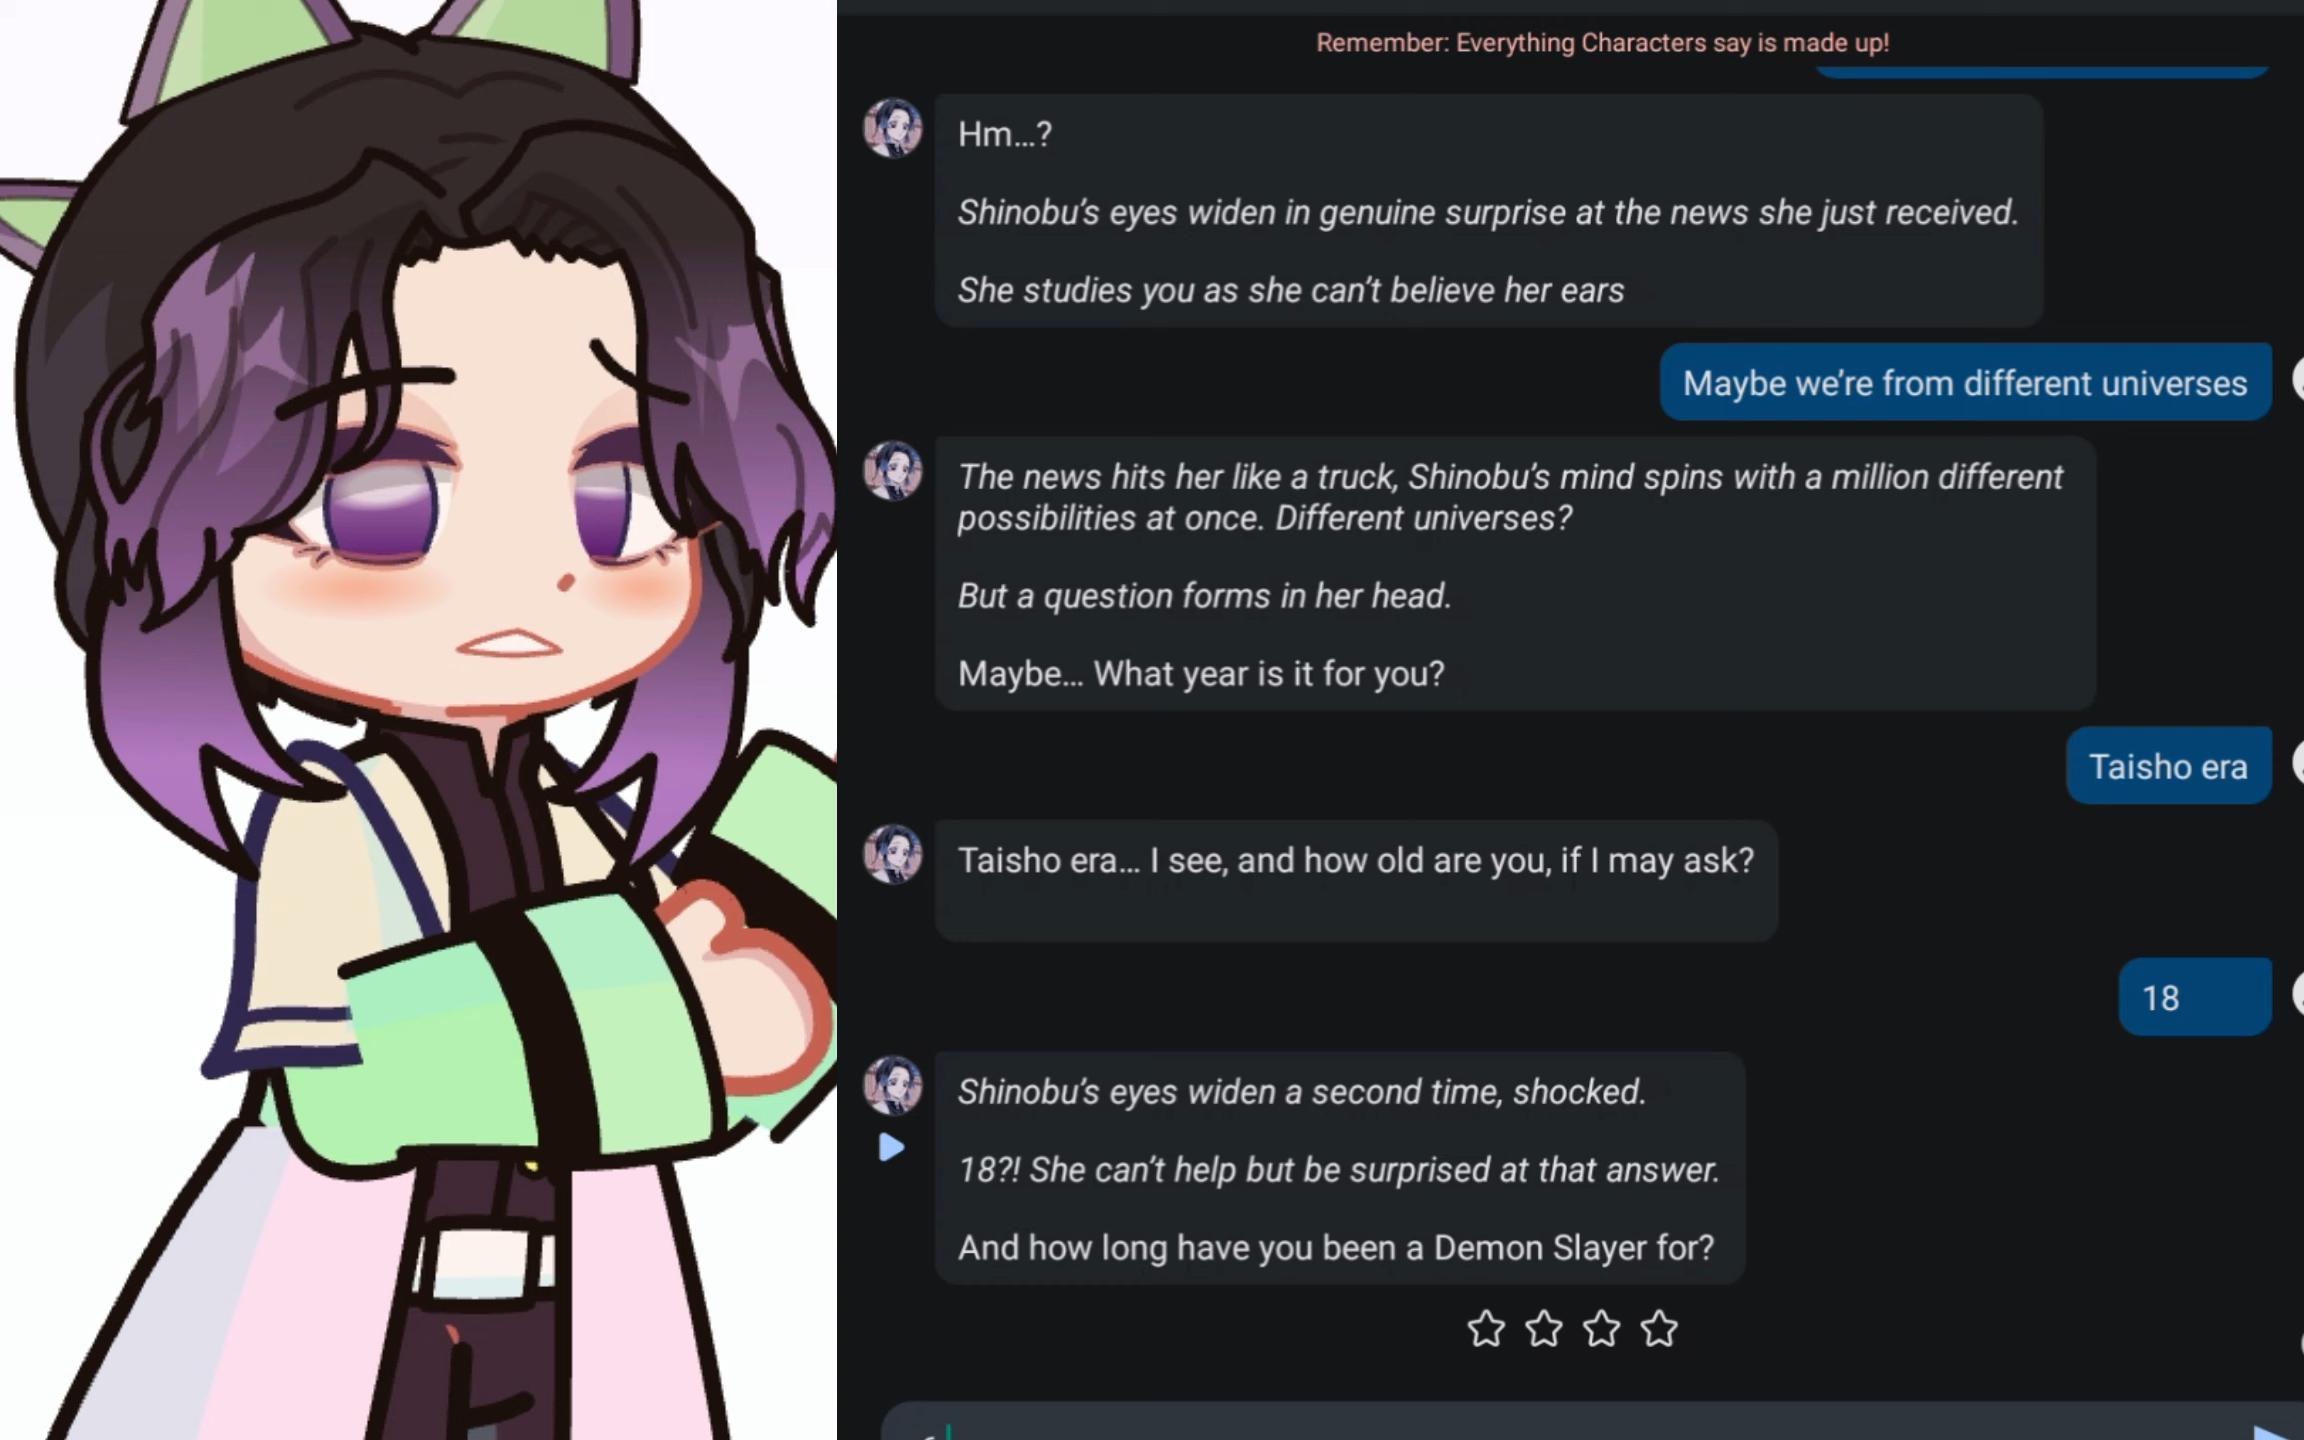 Remember: Everything Characters say is made up!
Hm...?
Shinobu's eyes widen in genuine surprise at the news she just received.
She studies you as she can't believe her ears
Maybe we're from different universes
The news hits her like a truck, Shinobu's mind spins with a million different
possibilities at once. Different universes?
But a question forms in her head.
Maybe... What year is it for you?
Taisho era
Taisho era... I see, and how old are you, if I may ask?
18
Shinobu's eyes widen a second time, shocked.
18?! She can't help but be surprised at that answer.
And how long have you been a Demon Slayer for?